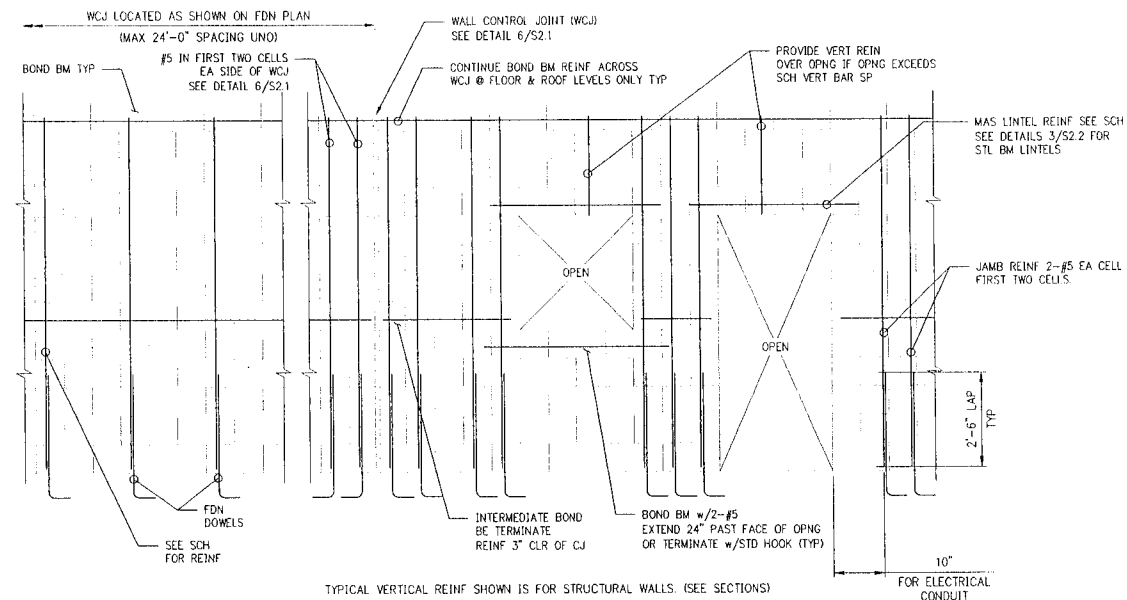 WCJ LOCATED AS SHOWN ON FDN PLAN
(MAX 24'-0" SPACING UNO)
BOND BM TYP
#5 IN FIRST TWO CELLS
EA SIDE OF WCJ
SEE DETAIL 6/S2.1
WALL CONTROL JOINT (WCJ)
SEE DETAIL 6/S2.1
CONTINUE BOND BM REINF ACROSS
WCJ @ FLOOR & ROOF LEVELS ONLY TYP
PROVIDE VERT REIN
OVER OPNG IF OPNG EXCEEDS
SCH VERT BAR SP
MAS LINTEL REINF SEE SCH
SEE DETAILS 3/S2.2 FOR
STL BM LINTELS
OPEN
OPEN
JAMB REINF 2-#5 EA CELL
FIRST TWO CELLS
2'-6" LAP
TYP
FDN
DOWELS
SEE SCH
FOR REINF
INTERMEDIATE BOND
BE TERMINATE
REINF 3" CLR OF CJ
BOND BM w/2-#5
EXTEND 24" PAST FACE OF OPNG
OR TERMINATE w/STD HOOK (TYP)
10"
FOR ELECTRICAL
CONDUIT
TYPICAL VERTICAL REINF SHOWN IS FOR STRUCTURAL WALLS. (SEE SECTIONS)